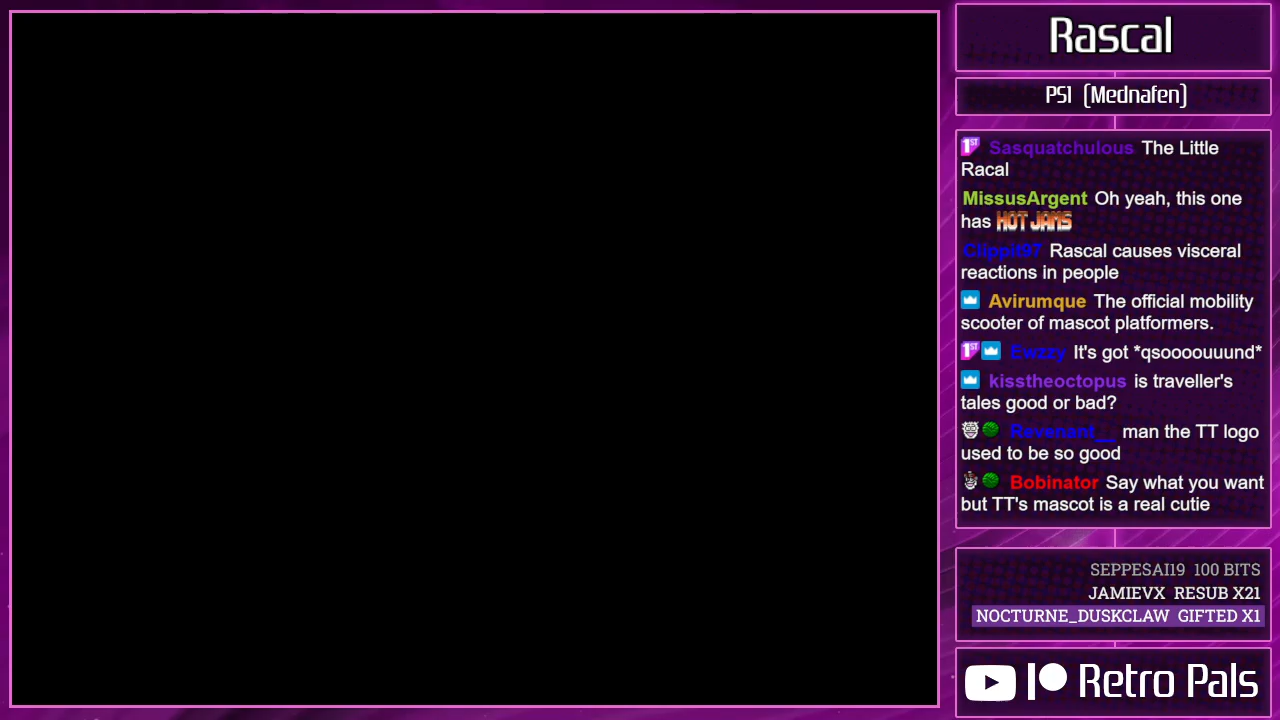 Rascal
PS1 (Mednafen)
1ST Sasquatchulous The Little
Racal
MissusArgent Oh yeah, this one
has HOT JAMS
Clippit97 Rascal causes visceral
reactions in people
Avirumque The official mobility
scooter of mascot platformers.
1ST Ewzzy It's got *qsoooouuund*
kisstheoctopus is traveller's
tales good or bad?
Revenant__ man the TT logo
used to be so good
Bobinator Say what you want
but TT's mascot is a real cutie
SEPPESAI19 100 BITS
JAMIEVX RESUB X21
NOCTURNE_DUSKCLAW GIFTED X1
Retro Pals